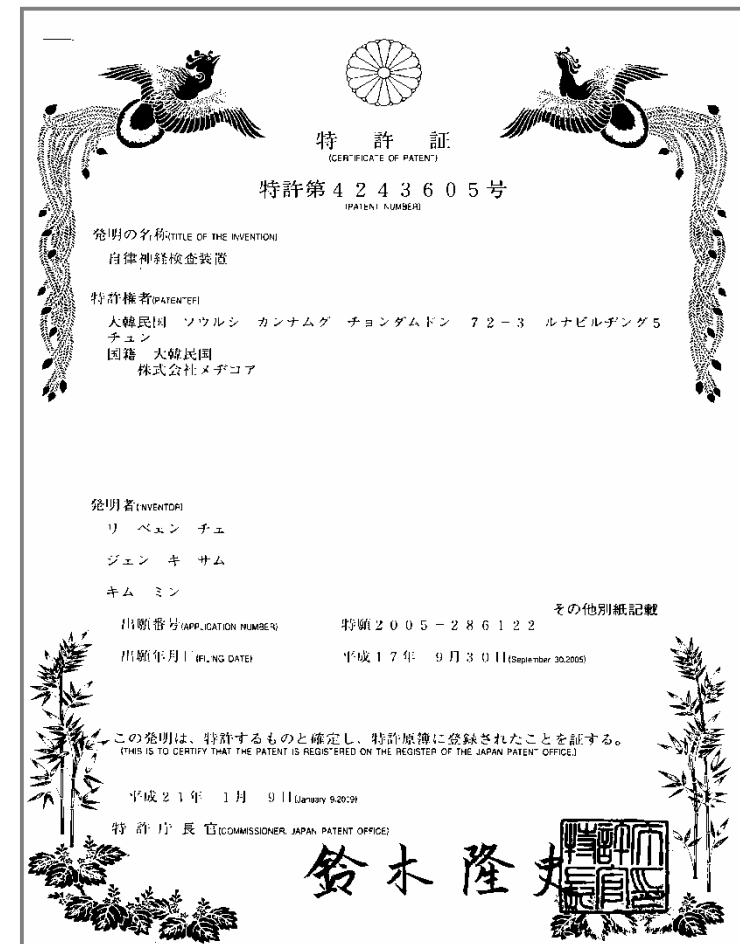 特許証
(CERTIFICATE OF PATENT)
特許第4243605号
(PATENT NUMBER)
発明の名称(TITLE OF THE INVENTION)
自律神経検査装置
特許権者(PATENTEE)
大韓民国 ソウルシ カンナムグ チョンダムドン 72-3 ルナビルヂング5
チュン
国籍 大韓民国
株式会社メヂコア
発明者(INVENTOR)
リ ベェン チェ
ジェン キ サム
キム ミン
その他別紙記載
出願番号(APPLICATION NUMBER) 特願2005-286122
出願年月日(FILING DATE) 平成17年 9月30日(September 30,2005)
この発明は、特許するものと確定し、特許原簿に登録されたことを証する。
(THIS IS TO CERTIFY THAT THE PATENT IS REGISTERED ON THE REGISTER OF THE JAPAN PATENT OFFICE.)
平成21年 1月 9日(January 9,2009)
特許庁長官(COMMISSIONER, JAPAN PATENT OFFICE)
鈴木隆史